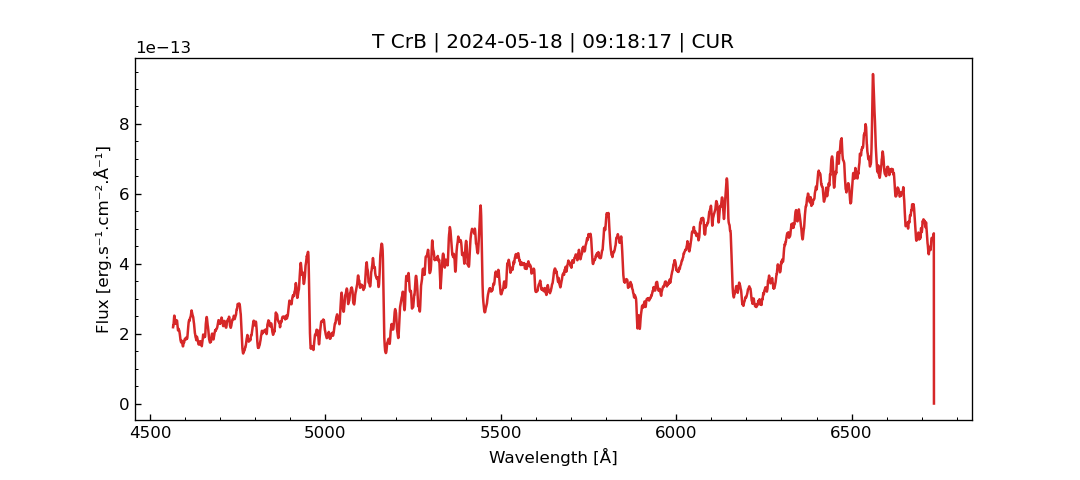 T CrB | 2024-05-18 | 09:18:17 | CUR
1e−13
8
6
4
2
0
Flux [erg.s⁻¹.cm⁻².Å⁻¹]
4500 5000 5500 6000 6500
Wavelength [Å]